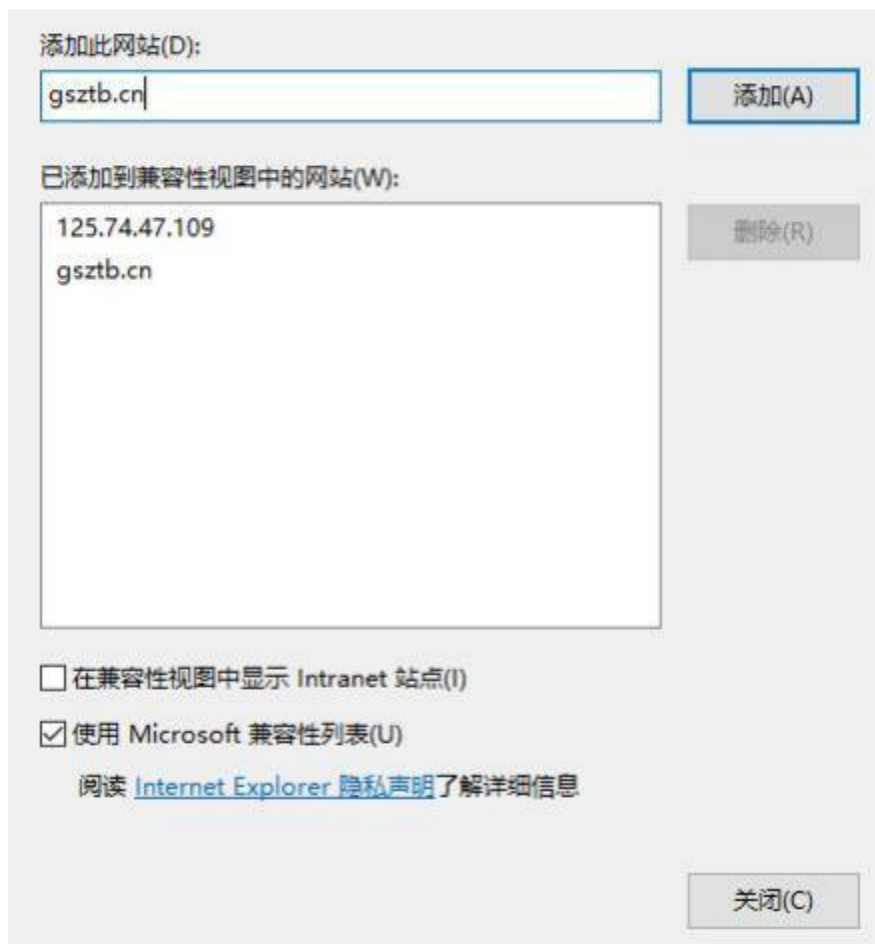 添加此网站(D):
gsztb.cn
添加(A)
已添加到兼容性视图中的网站(W):
125.74.47.109
gsztb.cn
删除(R)
在兼容性视图中显示 Intranet 站点(I)
使用 Microsoft 兼容性列表(U)
阅读 Internet Explorer 隐私声明了解详细信息
关闭(C)